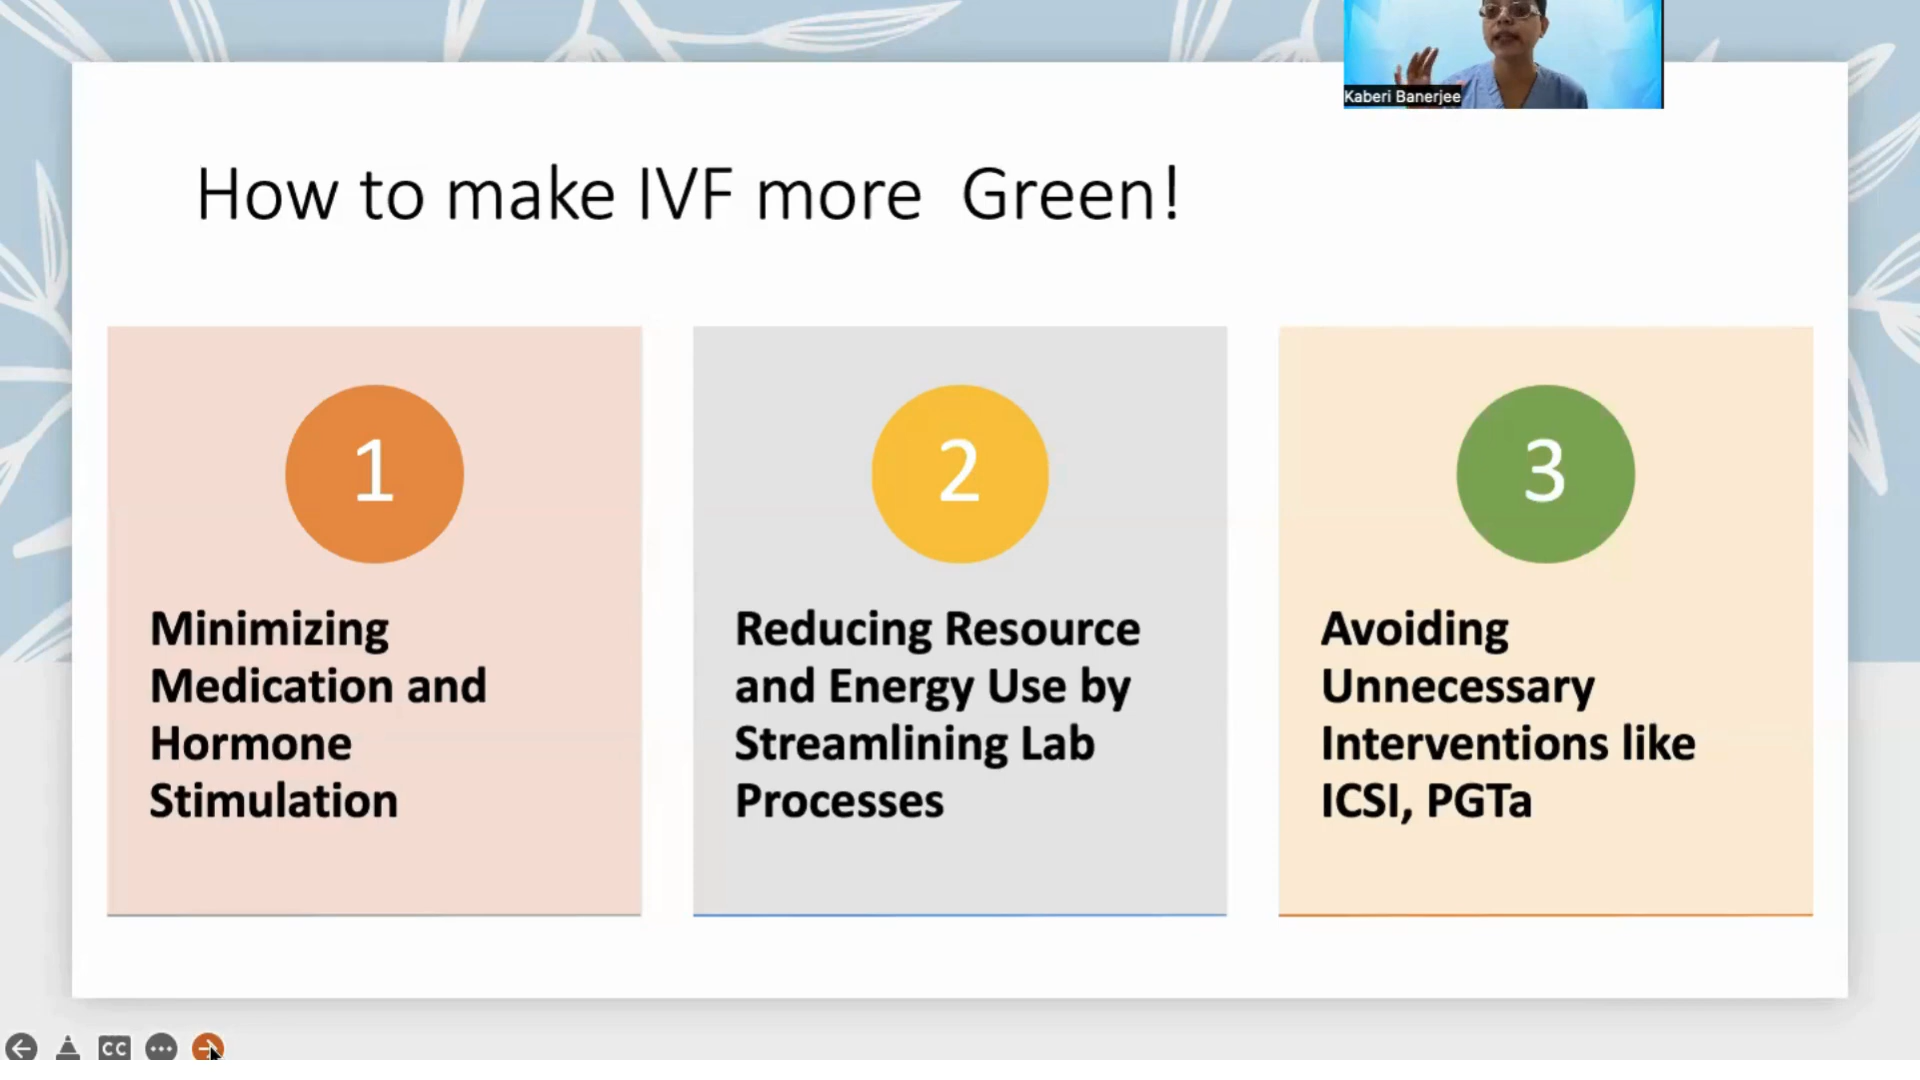 Kaberi Banerjee
How to make IVF more Green!
1
Minimizing
Medication and
Hormone
Stimulation
2
Reducing Resource
and Energy Use by
Streamlining Lab
Processes
3
Avoiding
Unnecessary
Interventions like
ICSI, PGTa
CC